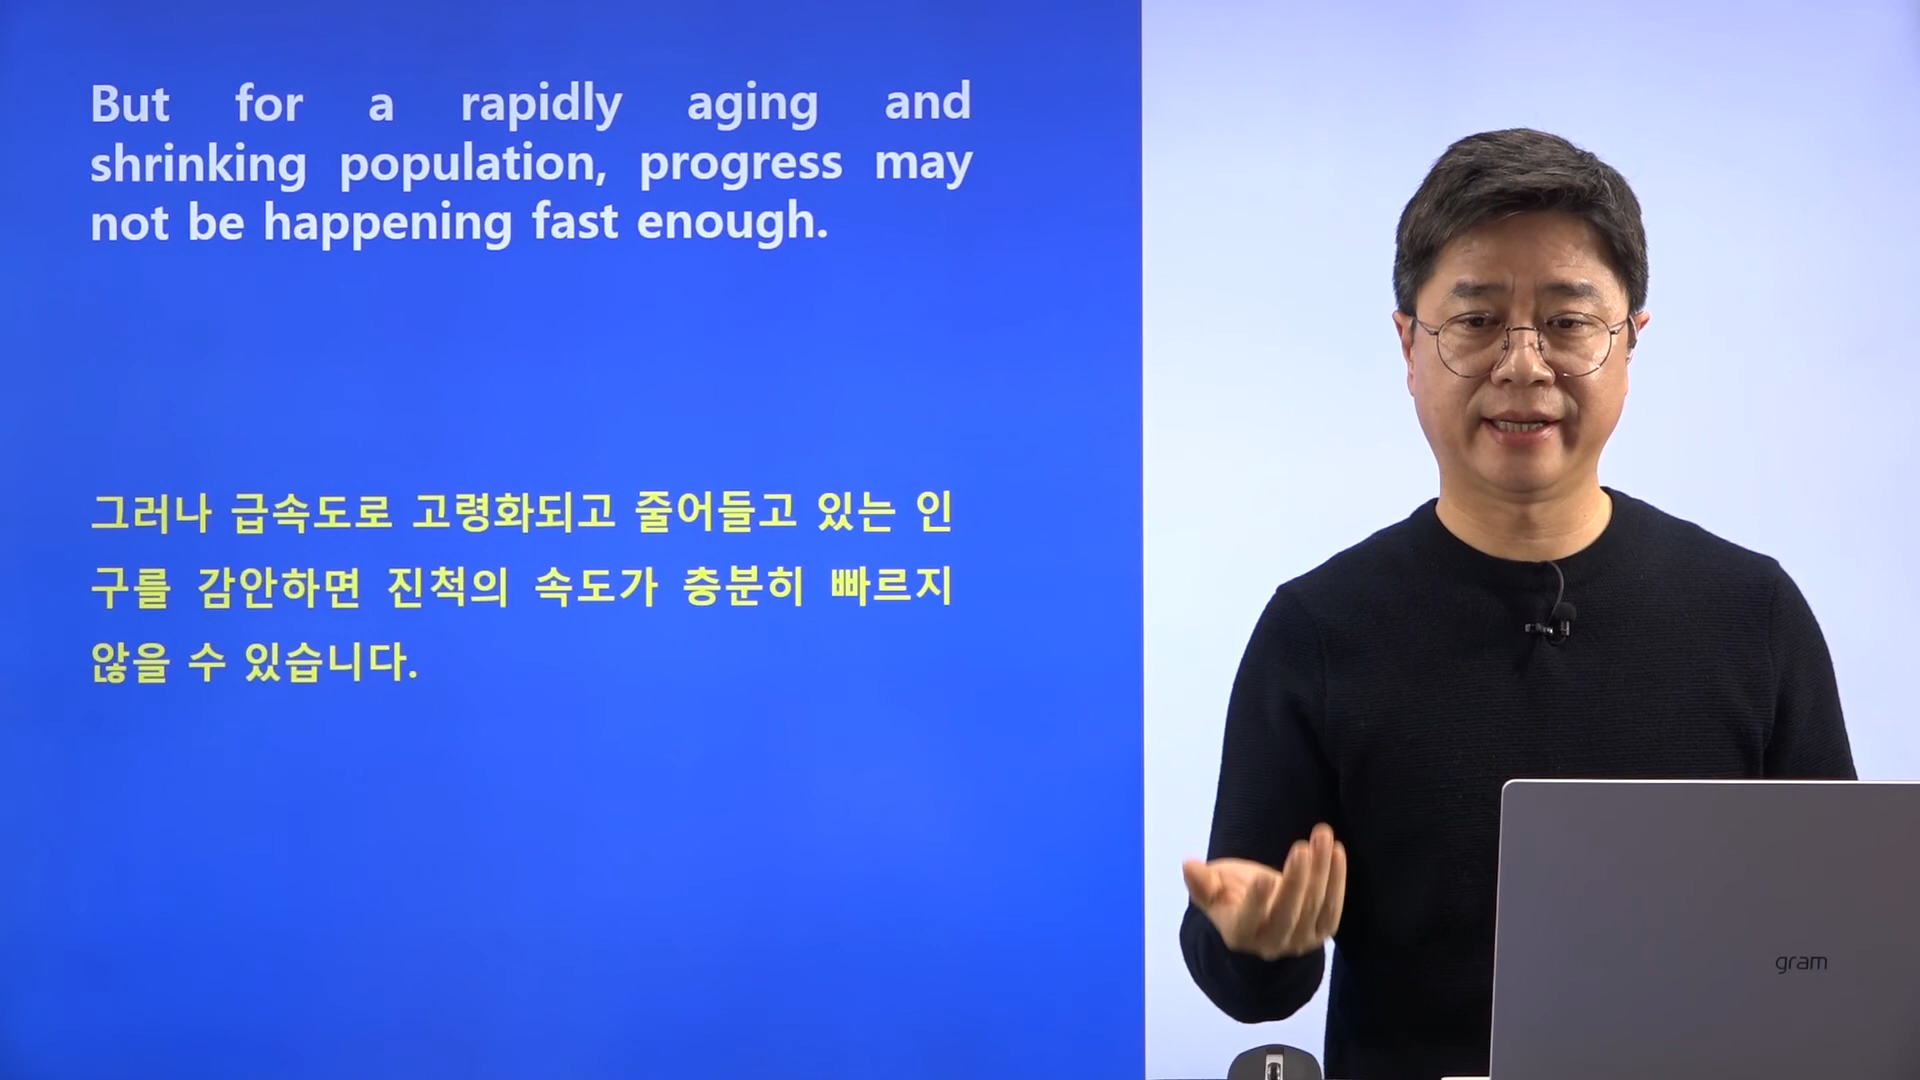 But for a rapidly aging and
shrinking population, progress may
not be happening fast enough.
그러나 급속도로 고령화되고 줄어들고 있는 인
구를 감안하면 진척의 속도가 충분히 빠르지
않을 수 있습니다.
gram